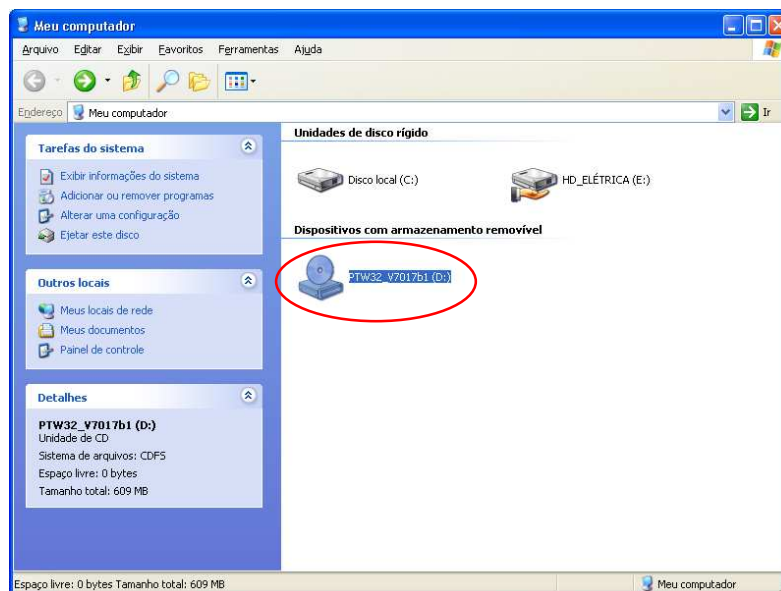 Meu computador
Arquivo Editar Exibir Favoritos Ferramentas Ajuda
Endereço Meu computador Ir
Tarefas do sistema
Exibir informações do sistema
Adicionar ou remover programas
Alterar uma configuração
Ejetar este disco
Outros locais
Meus locais de rede
Meus documentos
Painel de controle
Detalhes
PTW32_V7017b1 (D:)
Unidade de CD
Sistema de arquivos: CDFS
Espaço livre: 0 bytes
Tamanho total: 609 MB
Unidades de disco rígido
Disco local (C:) HD_ELÉTRICA (E:)
Dispositivos com armazenamento removível
PTW32_V7017b1 (D:)
Espaço livre: 0 bytes Tamanho total: 609 MB Meu computador